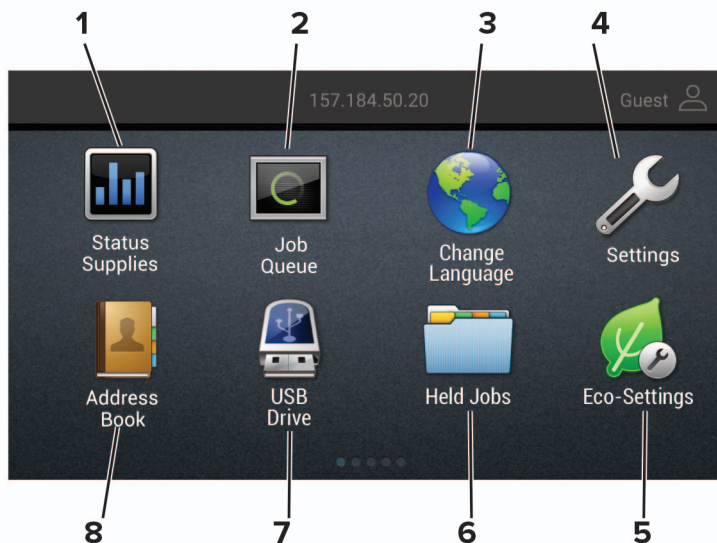 1 2 3 4
157.184.50.20 Guest
Status
Supplies
Job
Queue
Change
Language
Settings
Address
Book
USB
Drive
Held Jobs
Eco-Settings
8 7 6 5